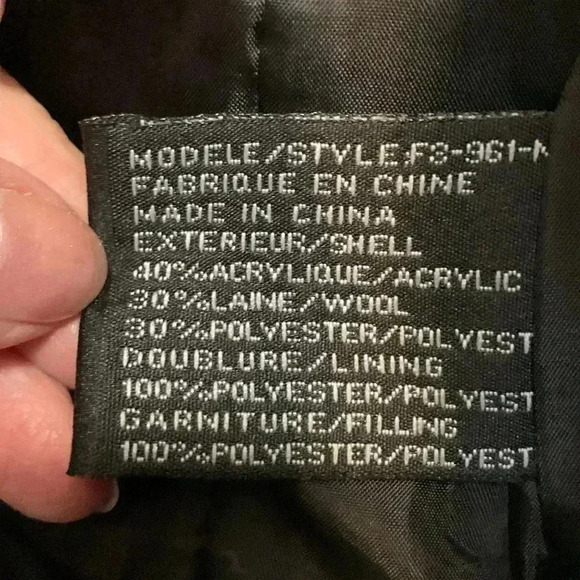 MODELE/STYLE:F3-961-
FABRIQUE EN CHINE
MADE IN CHINA
EXTERIEUR/SHELL
40%ACRYLIQUE/ACRYLIC
30%LAINE/WOOL
30%POLYESTER/POLYEST
DOUBLURE/LINING
100%POLYESTER/POLYEST
GARNITURE/FILLING
100%POLYESTER/POLYEST